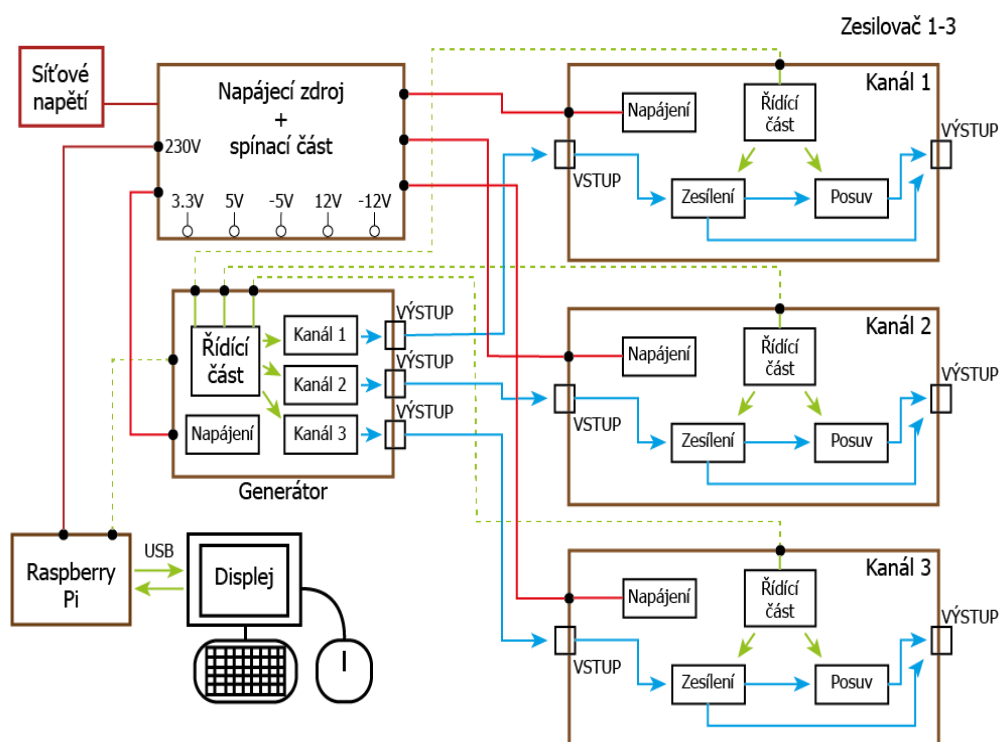 Zesilovač 1-3
Síťové
napětí
Napájecí zdroj
+
spínací část
230V
3.3V 5V -5V 12V -12V
Kanál 1
Napájení
Řídící
část
VSTUP
Zesílení
Posuv
VÝSTUP
Řídící
část
Kanál 1
Kanál 2
Kanál 3
Napájení
VÝSTUP
VÝSTUP
VÝSTUP
Generátor
Kanál 2
Napájení
Řídící
část
VSTUP
Zesílení
Posuv
VÝSTUP
Raspberry
Pi
USB
Displej
Kanál 3
Napájení
Řídící
část
VSTUP
Zesílení
Posuv
VÝSTUP